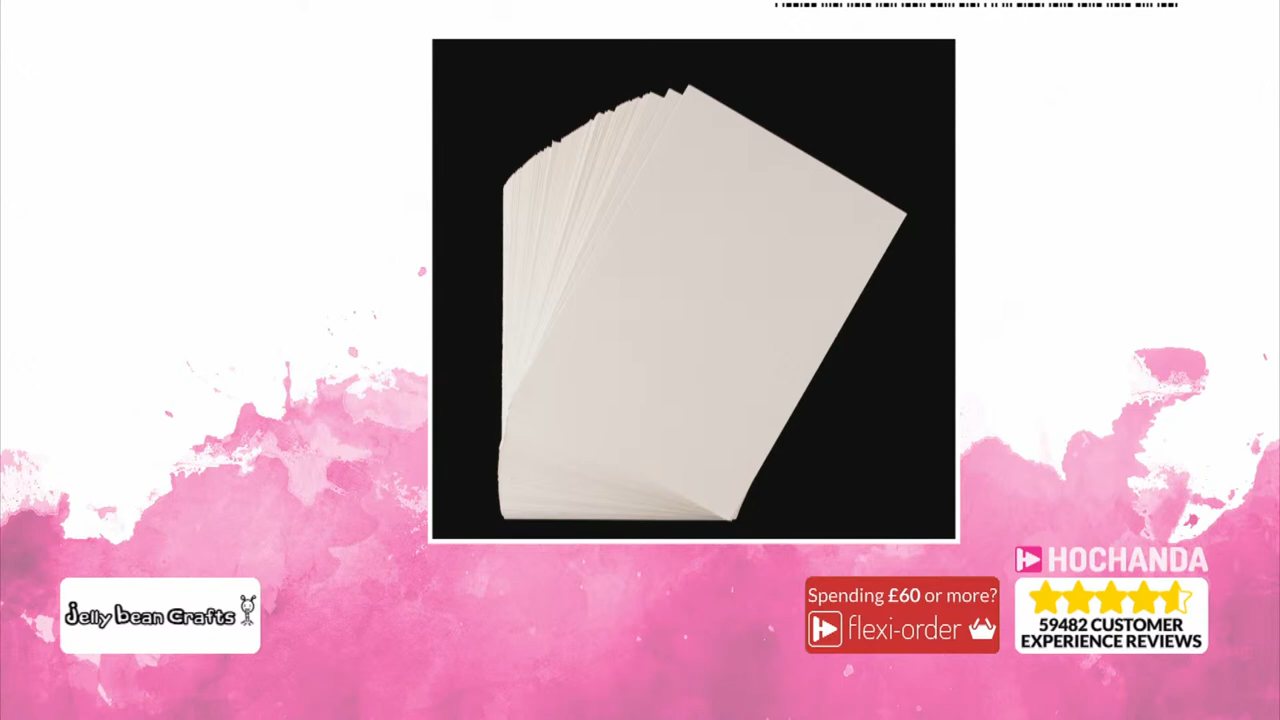 HOCHANDA
Spending £60 or more?
flexi-order
59482 CUSTOMER
EXPERIENCE REVIEWS
jelly bean Crafts